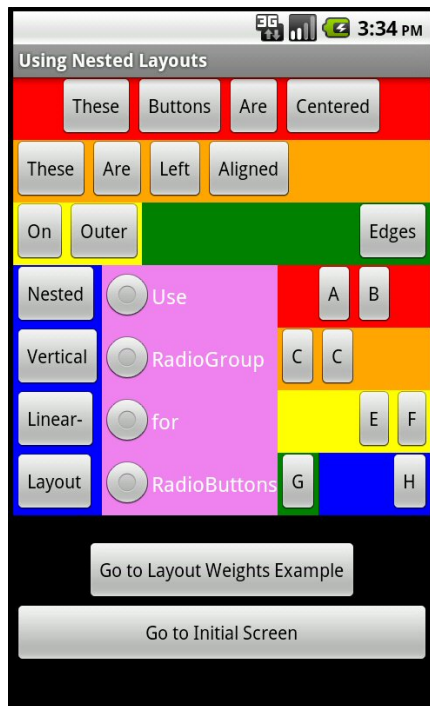 3G 3:34 PM
Using Nested Layouts
These Buttons Are Centered
These Are Left Aligned
On Outer Edges
Nested Use A B
Vertical RadioGroup C C
Linear- for E F
Layout RadioButtons G H
Go to Layout Weights Example
Go to Initial Screen